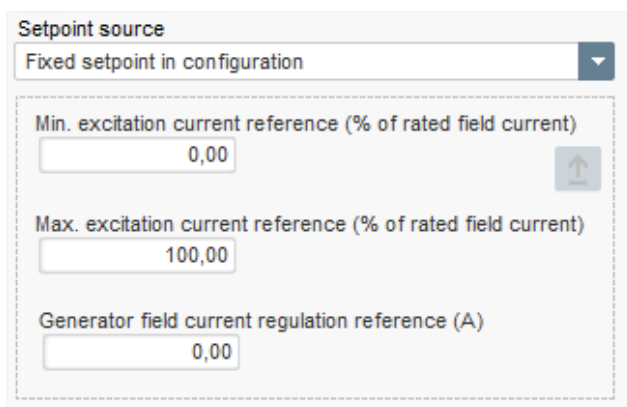 Setpoint source
Fixed setpoint in configuration
Min. excitation current reference (% of rated field current)
0,00
Max. excitation current reference (% of rated field current)
100,00
Generator field current regulation reference (A)
0,00